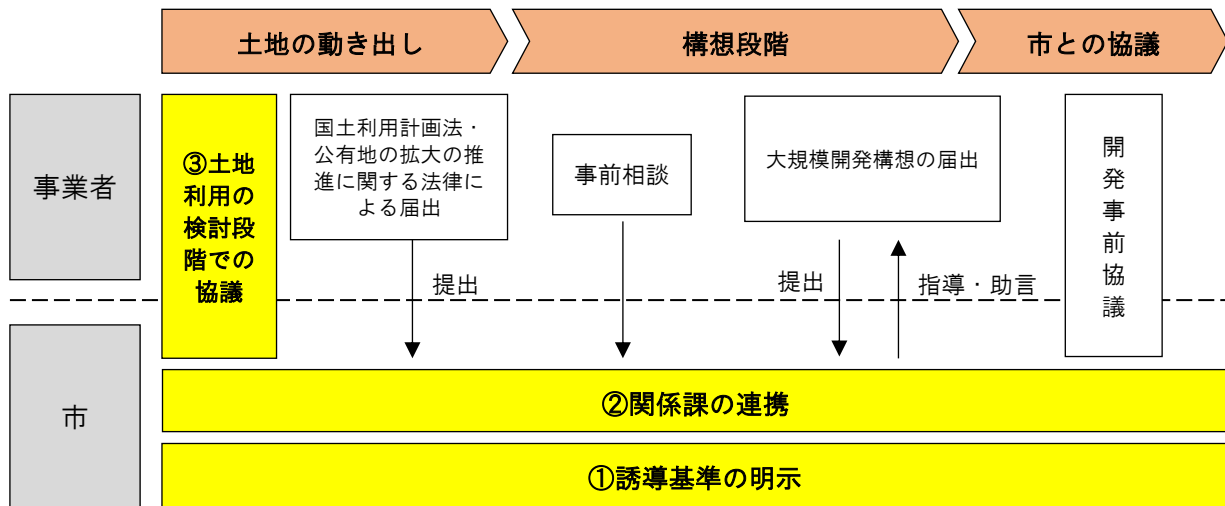 土地の動き出し
構想段階
市との協議
事業者
③土地
利用の
検討段
階での
協議
国土利用計画法・
公有地の拡大の推
進に関する法律に
よる届出
事前相談
大規模開発構想の届出
開発事前協議
提出
提出
指導・助言
市
②関係課の連携
①誘導基準の明示